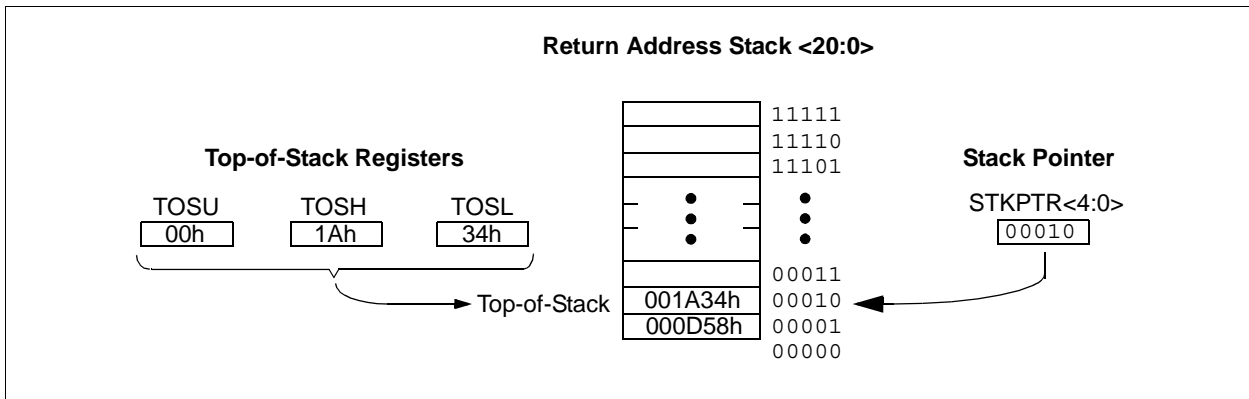 Return Address Stack <20:0>
11111
11110
Top-of-Stack Registers
11101
Stack Pointer
TOSU TOSH TOSL
STKPTR<4:0>
00h 1Ah 34h
00010
00011
Top-of-Stack 001A34h 00010
000D58h 00001
00000